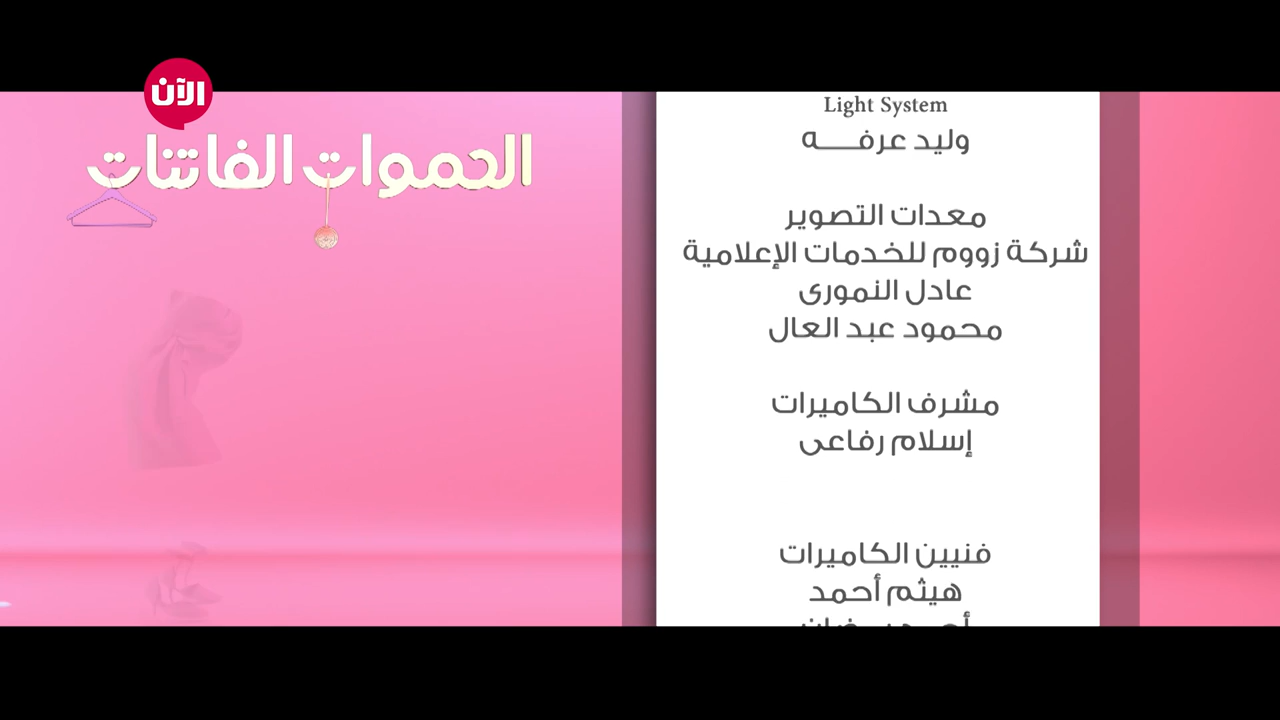 الآن
الحموات الفاتنات
Light System
وليد عرفـــــه
معدات التصوير
شركة زووم للخدمات الإعلامية
عادل النمورى
محمود عبد العال
مشرف الكاميرات
إسلام رفاعى
فنيين الكاميرات
هيثم أحمد